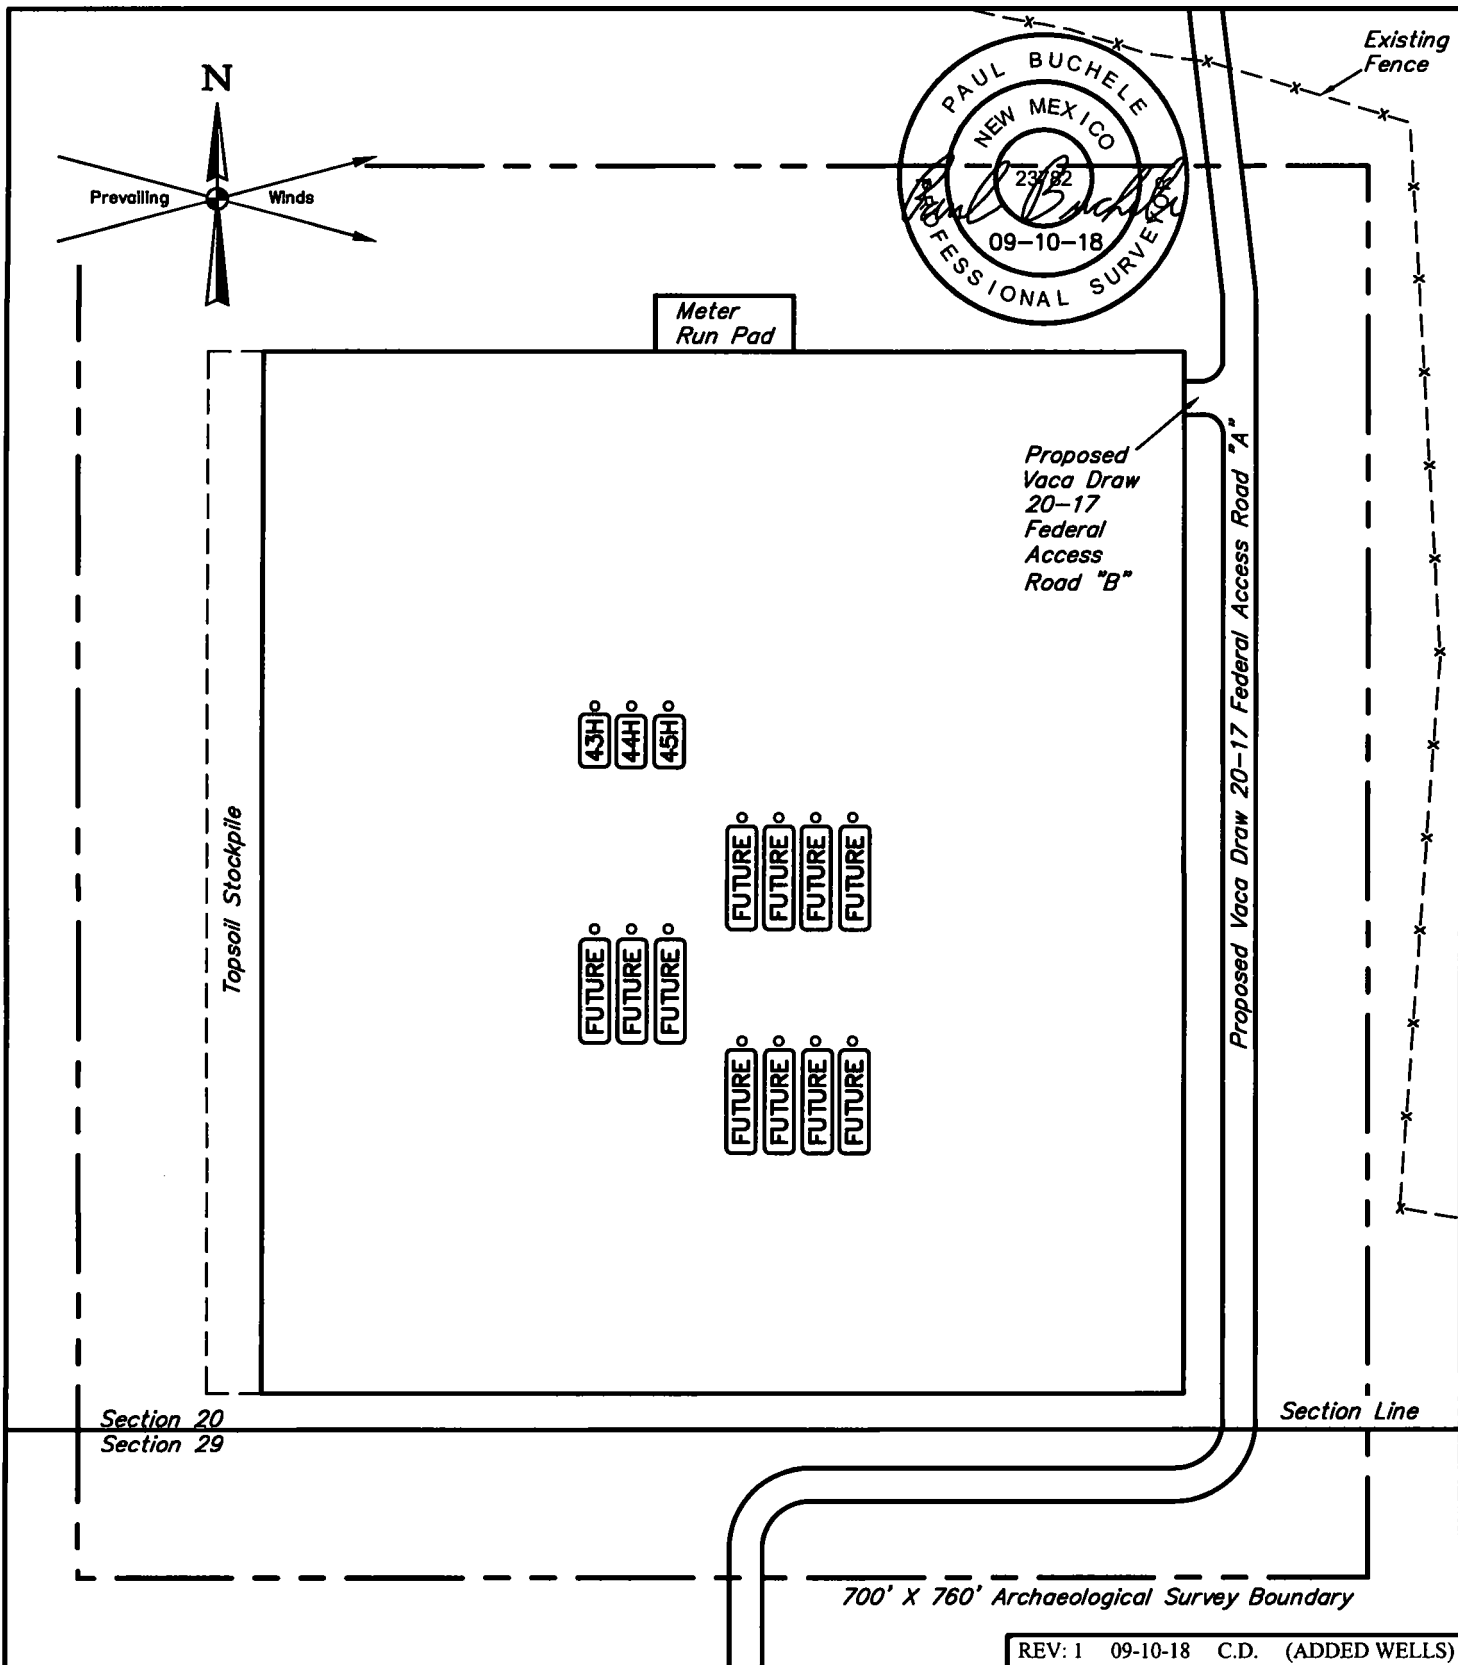 Existing
Fence
N
Prevailing Winds
PAUL BUCHELE
NEW MEXICO
23782
Paul Buchele
09-10-18
PROFESSIONAL SURVEYOR
Meter
Run Pad
Proposed
Vaca Draw
20-17
Federal
Access
Road "B"
Proposed Vaca Draw 20-17 Federal Access Road "A"
Topsoil Stockpile
43H
44H
45H
FUTURE
FUTURE
FUTURE
FUTURE
FUTURE
FUTURE
FUTURE
FUTURE
FUTURE
FUTURE
FUTURE
Section 20
Section 29
Section Line
700' X 760' Archaeological Survey Boundary
REV: 1 09-10-18 C.D. (ADDED WELLS)